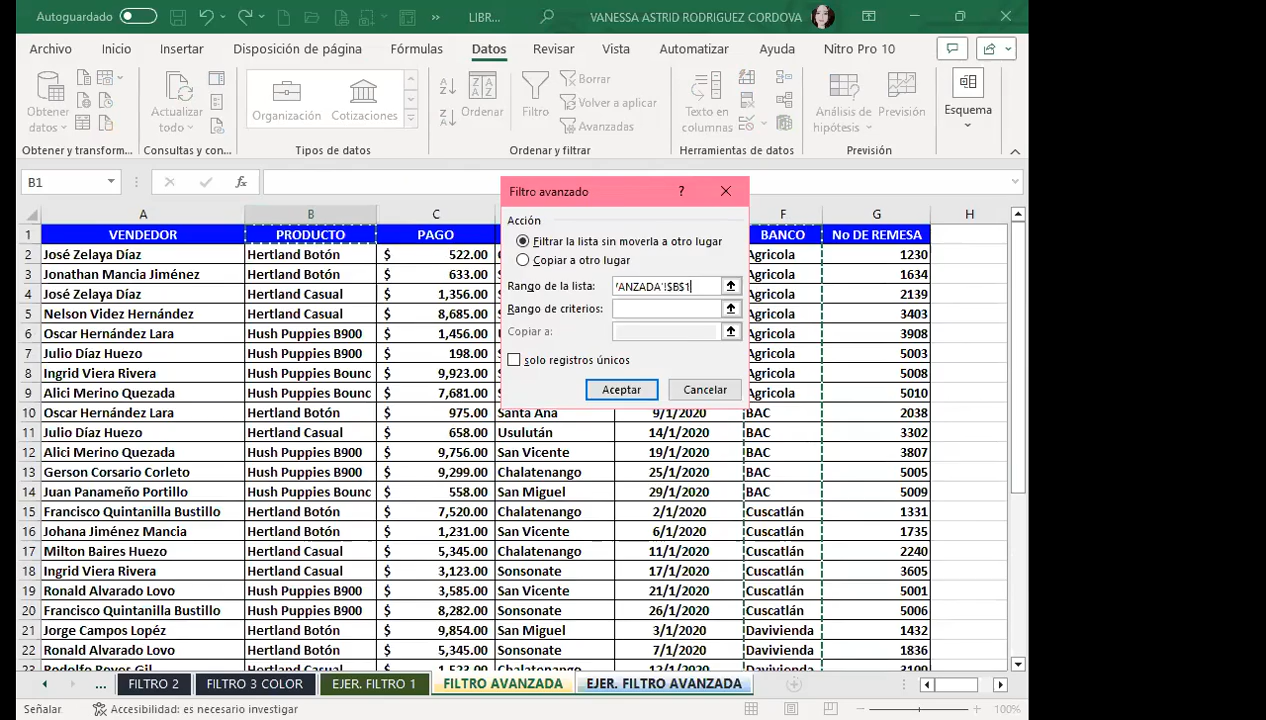 Autoguardado LIBR... VANESSA ASTRID RODRIGUEZ CORDOVA
Archivo Inicio Insertar Disposición de página Fórmulas Datos Revisar Vista Automatizar Ayuda Nitro Pro 10
Obtener datos
Actualizar todo
Organización Cotizaciones
Ordenar
Filtro
Borrar
Volver a aplicar
Avanzadas
Texto en columnas
Análisis de hipótesis
Previsión
Esquema
Obtener y transform... Consultas y con... Tipos de datos Ordenar y filtrar Herramientas de datos Previsión
B1 fx
Filtro avanzado ?
Acción
Filtrar la lista sin moverla a otro lugar
Copiar a otro lugar
Rango de la lista: 'ANZADA'!$B$1
Rango de criterios:
Copiar a:
solo registros únicos
Aceptar Cancelar
A B C F G H
1 VENDEDOR PRODUCTO PAGO BANCO No DE REMESA
2 José Zelaya Díaz Hertland Botón $ 522.00 Agricola 1230
3 Jonathan Mancia Jiménez Hertland Botón $ 633.00 Agricola 1634
4 José Zelaya Díaz Hertland Casual $ 1,356.00 Agricola 2139
5 Nelson Videz Hernández Hertland Casual $ 8,685.00 Agricola 3403
6 Oscar Hernández Lara Hush Puppies B900 $ 1,456.00 Agricola 3908
7 Julio Díaz Huezo Hush Puppies B900 $ 198.00 Agricola 5003
8 Ingrid Viera Rivera Hush Puppies Bounc $ 9,923.00 Agricola 5008
9 Alici Merino Quezada Hush Puppies Bounc $ 7,681.00 Agricola 5010
10 Oscar Hernández Lara Hertland Botón $ 975.00 Santa Ana 9/1/2020 BAC 2038
11 Julio Díaz Huezo Hertland Casual $ 658.00 Usulután 14/1/2020 BAC 3302
12 Alici Merino Quezada Hush Puppies B900 $ 9,756.00 San Vicente 19/1/2020 BAC 3807
13 Gerson Corsario Corleto Hush Puppies B900 $ 9,299.00 Chalatenango 25/1/2020 BAC 5005
14 Juan Panameño Portillo Hush Puppies Bounc $ 558.00 San Miguel 29/1/2020 BAC 5009
15 Francisco Quintanilla Bustillo Hertland Botón $ 7,520.00 Chalatenango 2/1/2020 Cuscatlán 1331
16 Johana Jiménez Mancia Hertland Botón $ 1,231.00 San Vicente 6/1/2020 Cuscatlán 1735
17 Milton Baires Huezo Hertland Casual $ 5,345.00 Chalatenango 11/1/2020 Cuscatlán 2240
18 Ingrid Viera Rivera Hertland Casual $ 3,123.00 Sonsonate 17/1/2020 Cuscatlán 3605
19 Ronald Alvarado Lovo Hush Puppies B900 $ 3,585.00 San Vicente 21/1/2020 Cuscatlán 5001
20 Francisco Quintanilla Bustillo Hush Puppies B900 $ 8,282.00 Sonsonate 26/1/2020 Cuscatlán 5006
21 Jorge Campos Lopéz Hertland Botón $ 9,854.00 San Miguel 3/1/2020 Davivienda 1432
22 Ronald Alvarado Lovo Hertland Botón $ 5,345.00 Sonsonate 7/1/2020 Davivienda 1836
23 Rodolfo Reyes Gil Hertland Casual $ 1,523.00 Chalatenango 12/1/2020 Davivienda
... FILTRO 2 FILTRO 3 COLOR EJER. FILTRO 1 FILTRO AVANZADA EJER. FILTRO AVANZADA
Señalar Accesibilidad: es necesario investigar 100%